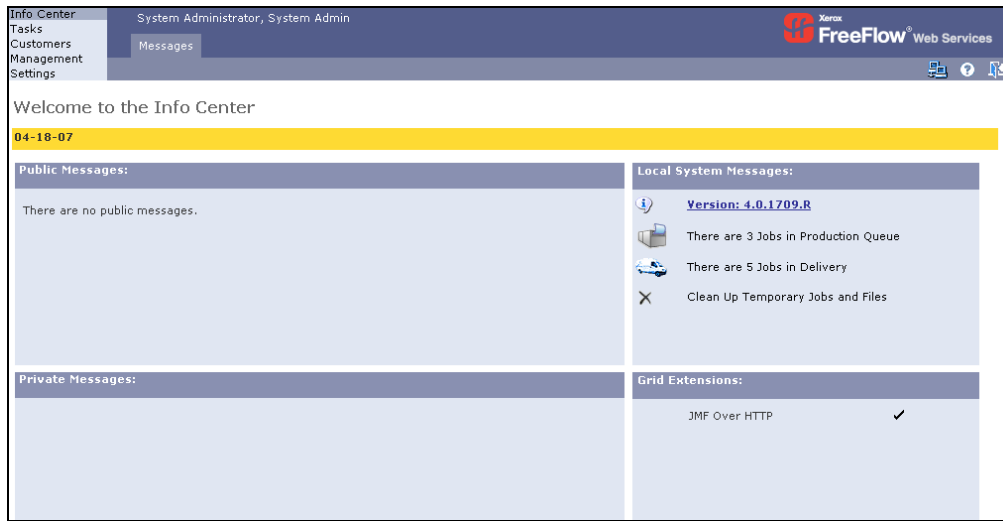 Info Center
Tasks
Customers
Management
Settings
System Administrator, System Admin
Messages
Xerox
FreeFlow® Web Services
Welcome to the Info Center
04-18-07
Public Messages:
There are no public messages.
Local System Messages:
Version: 4.0.1709.R
There are 3 Jobs in Production Queue
There are 5 Jobs in Delivery
Clean Up Temporary Jobs and Files
Private Messages:
Grid Extensions:
JMF Over HTTP